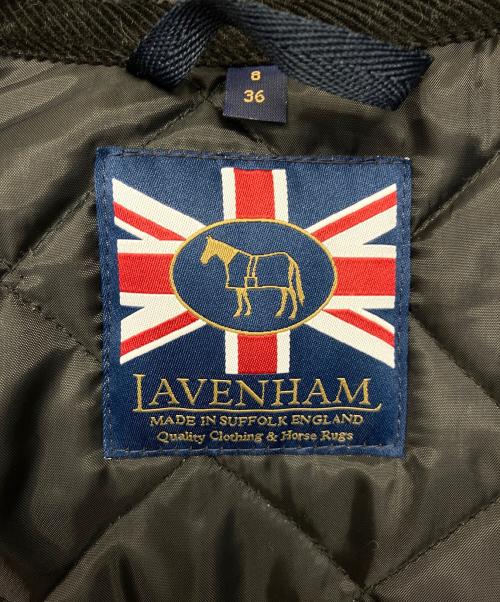 8
36
LAVENHAM
MADE IN SUFFOLK ENGLAND
Quality Clothing & Horse Rugs